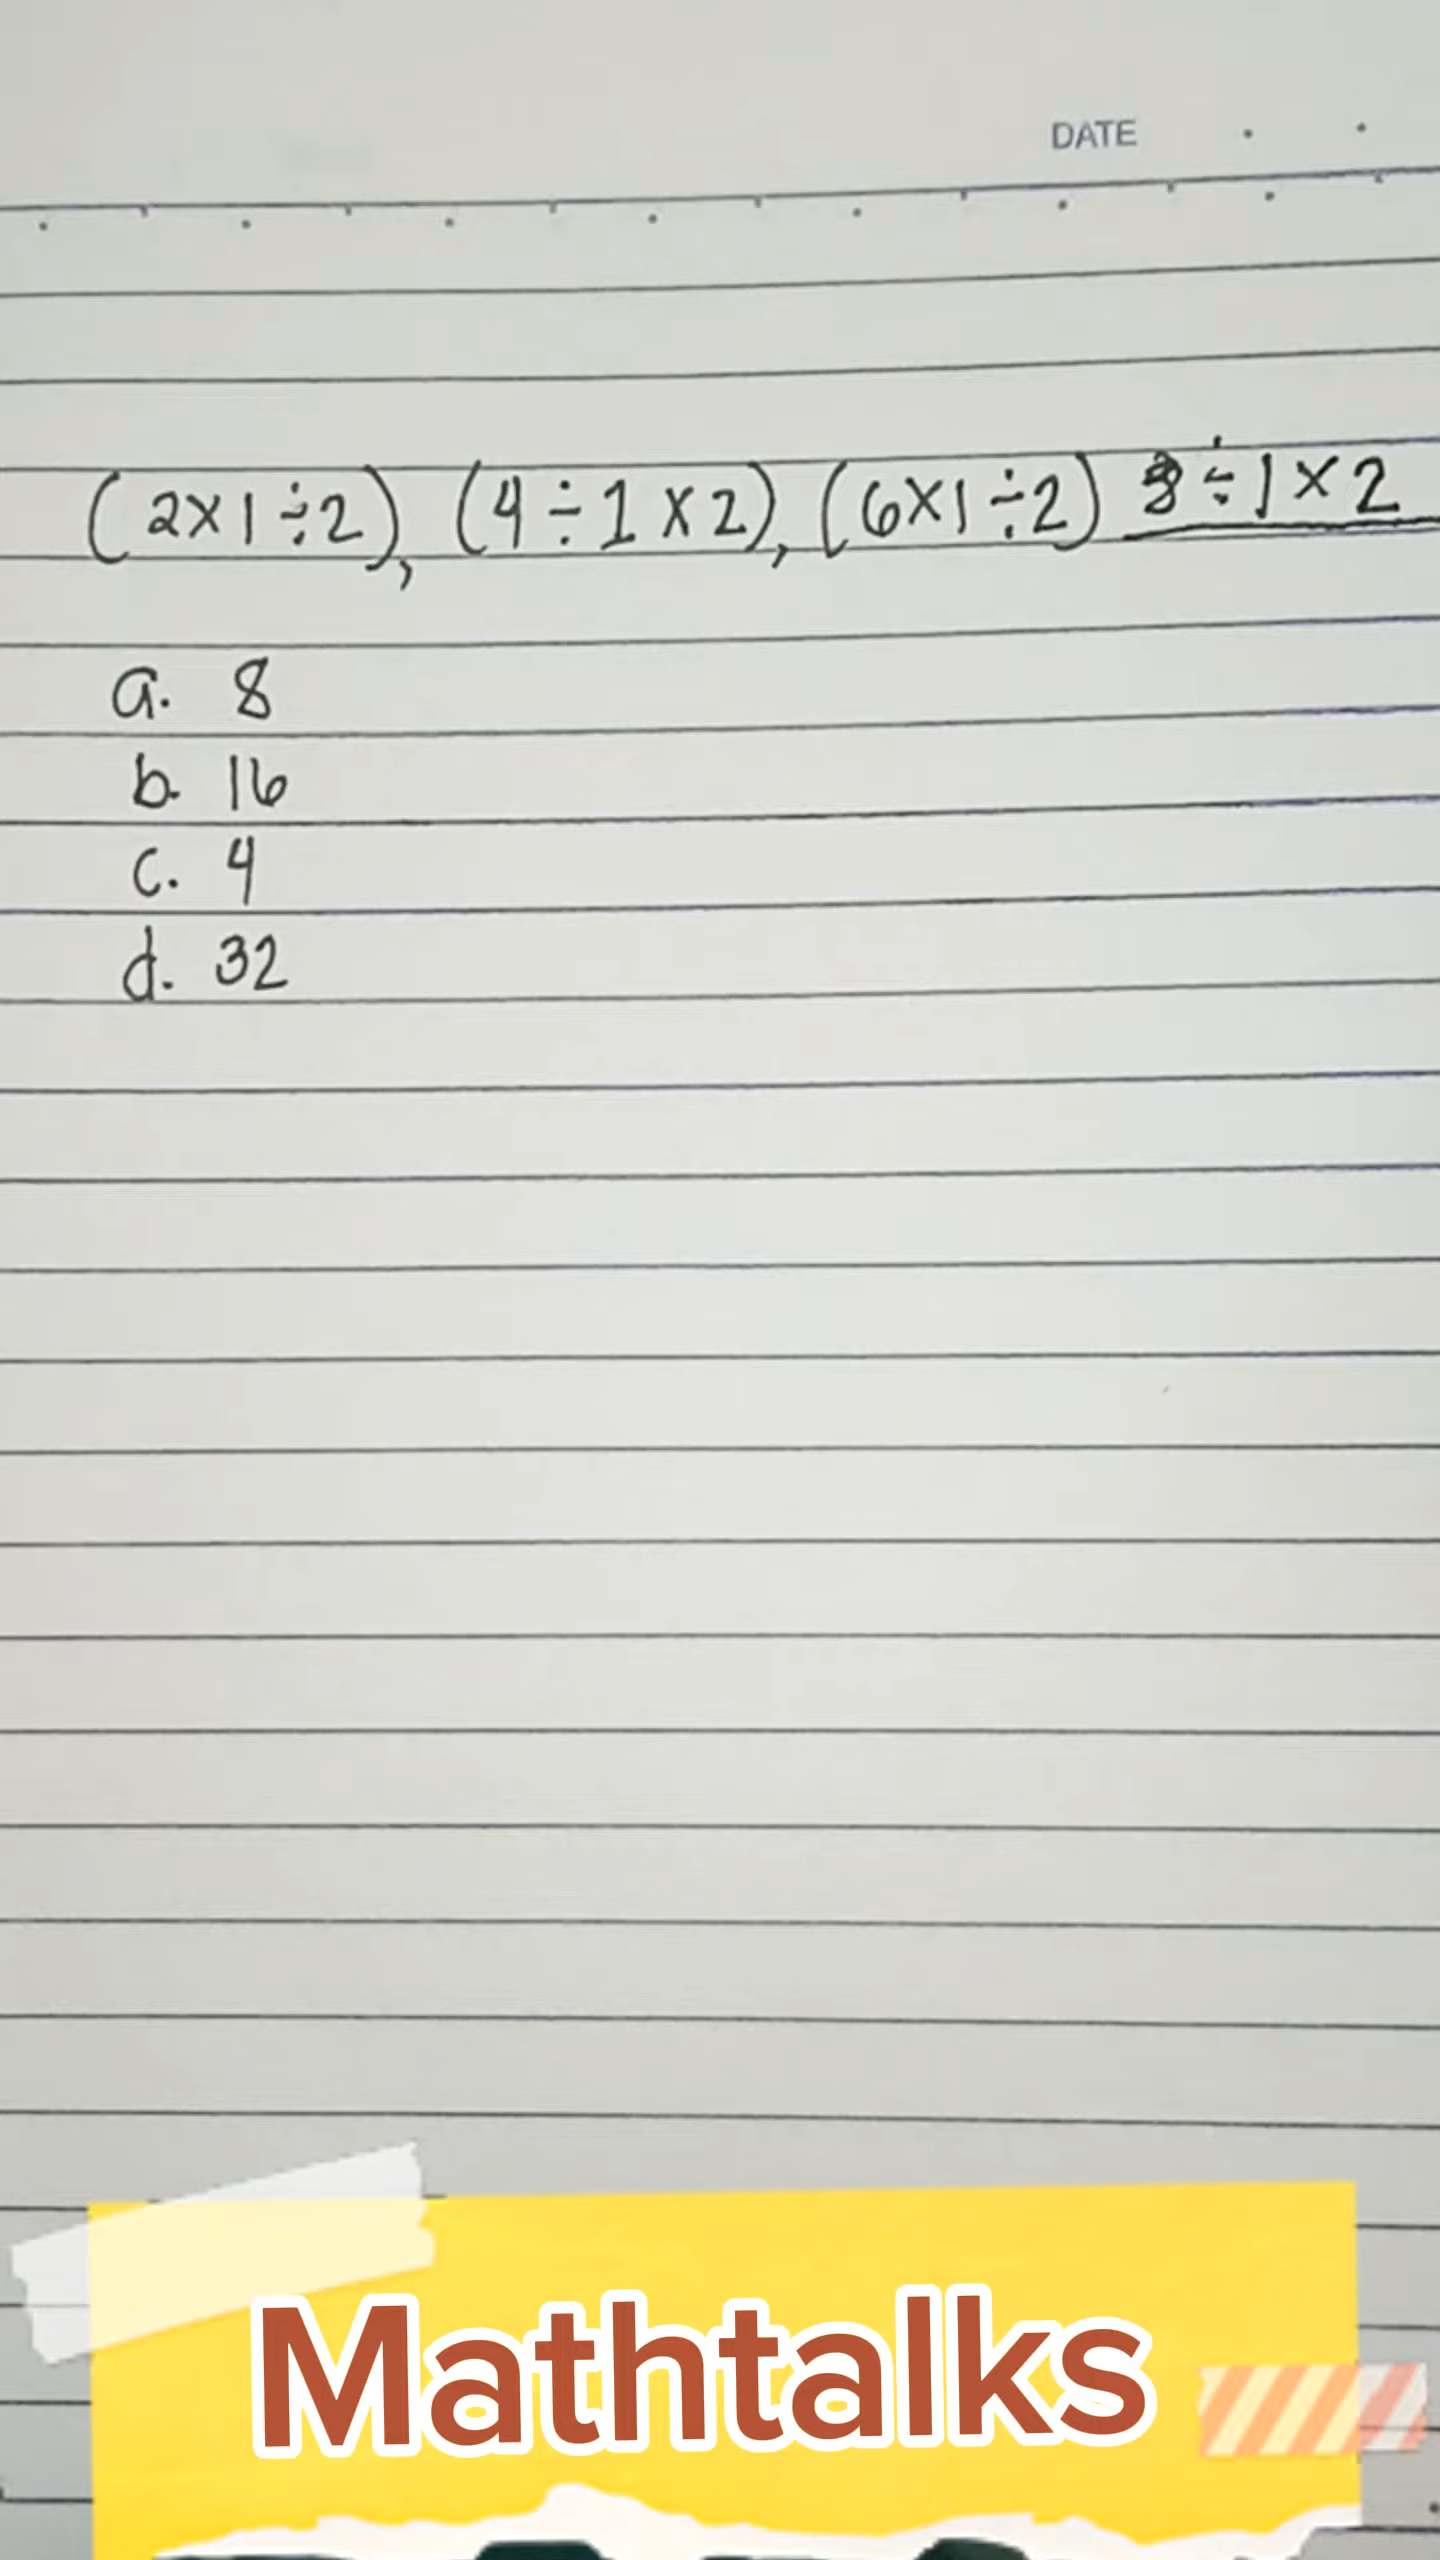 DATE
(2×1÷2), (4÷1×2), (6×1÷2) 8÷1×2
a. 8
b. 16
c. 4
d. 32
Mathtalks